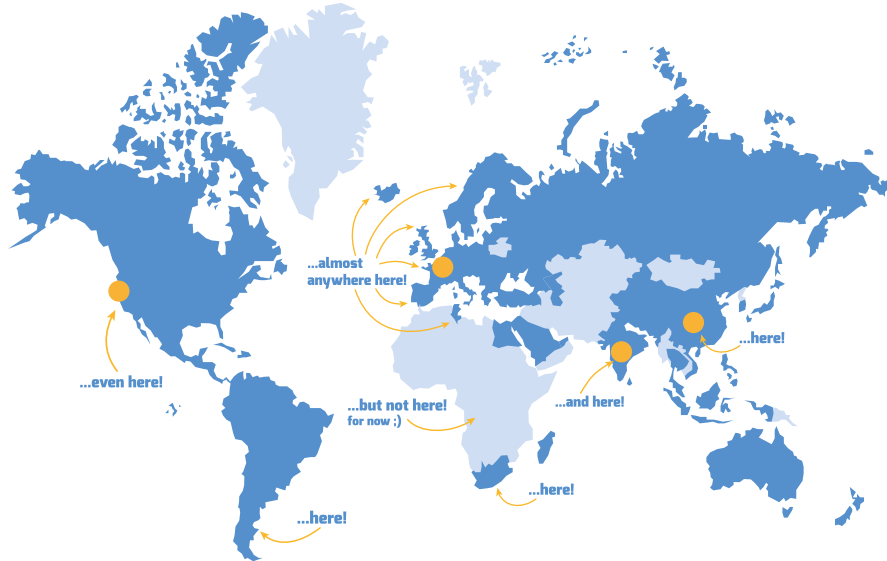 ...almost
anywhere here!
...here!
...even here!
...but not here!
for now ;)
...and here!
...here!
...here!